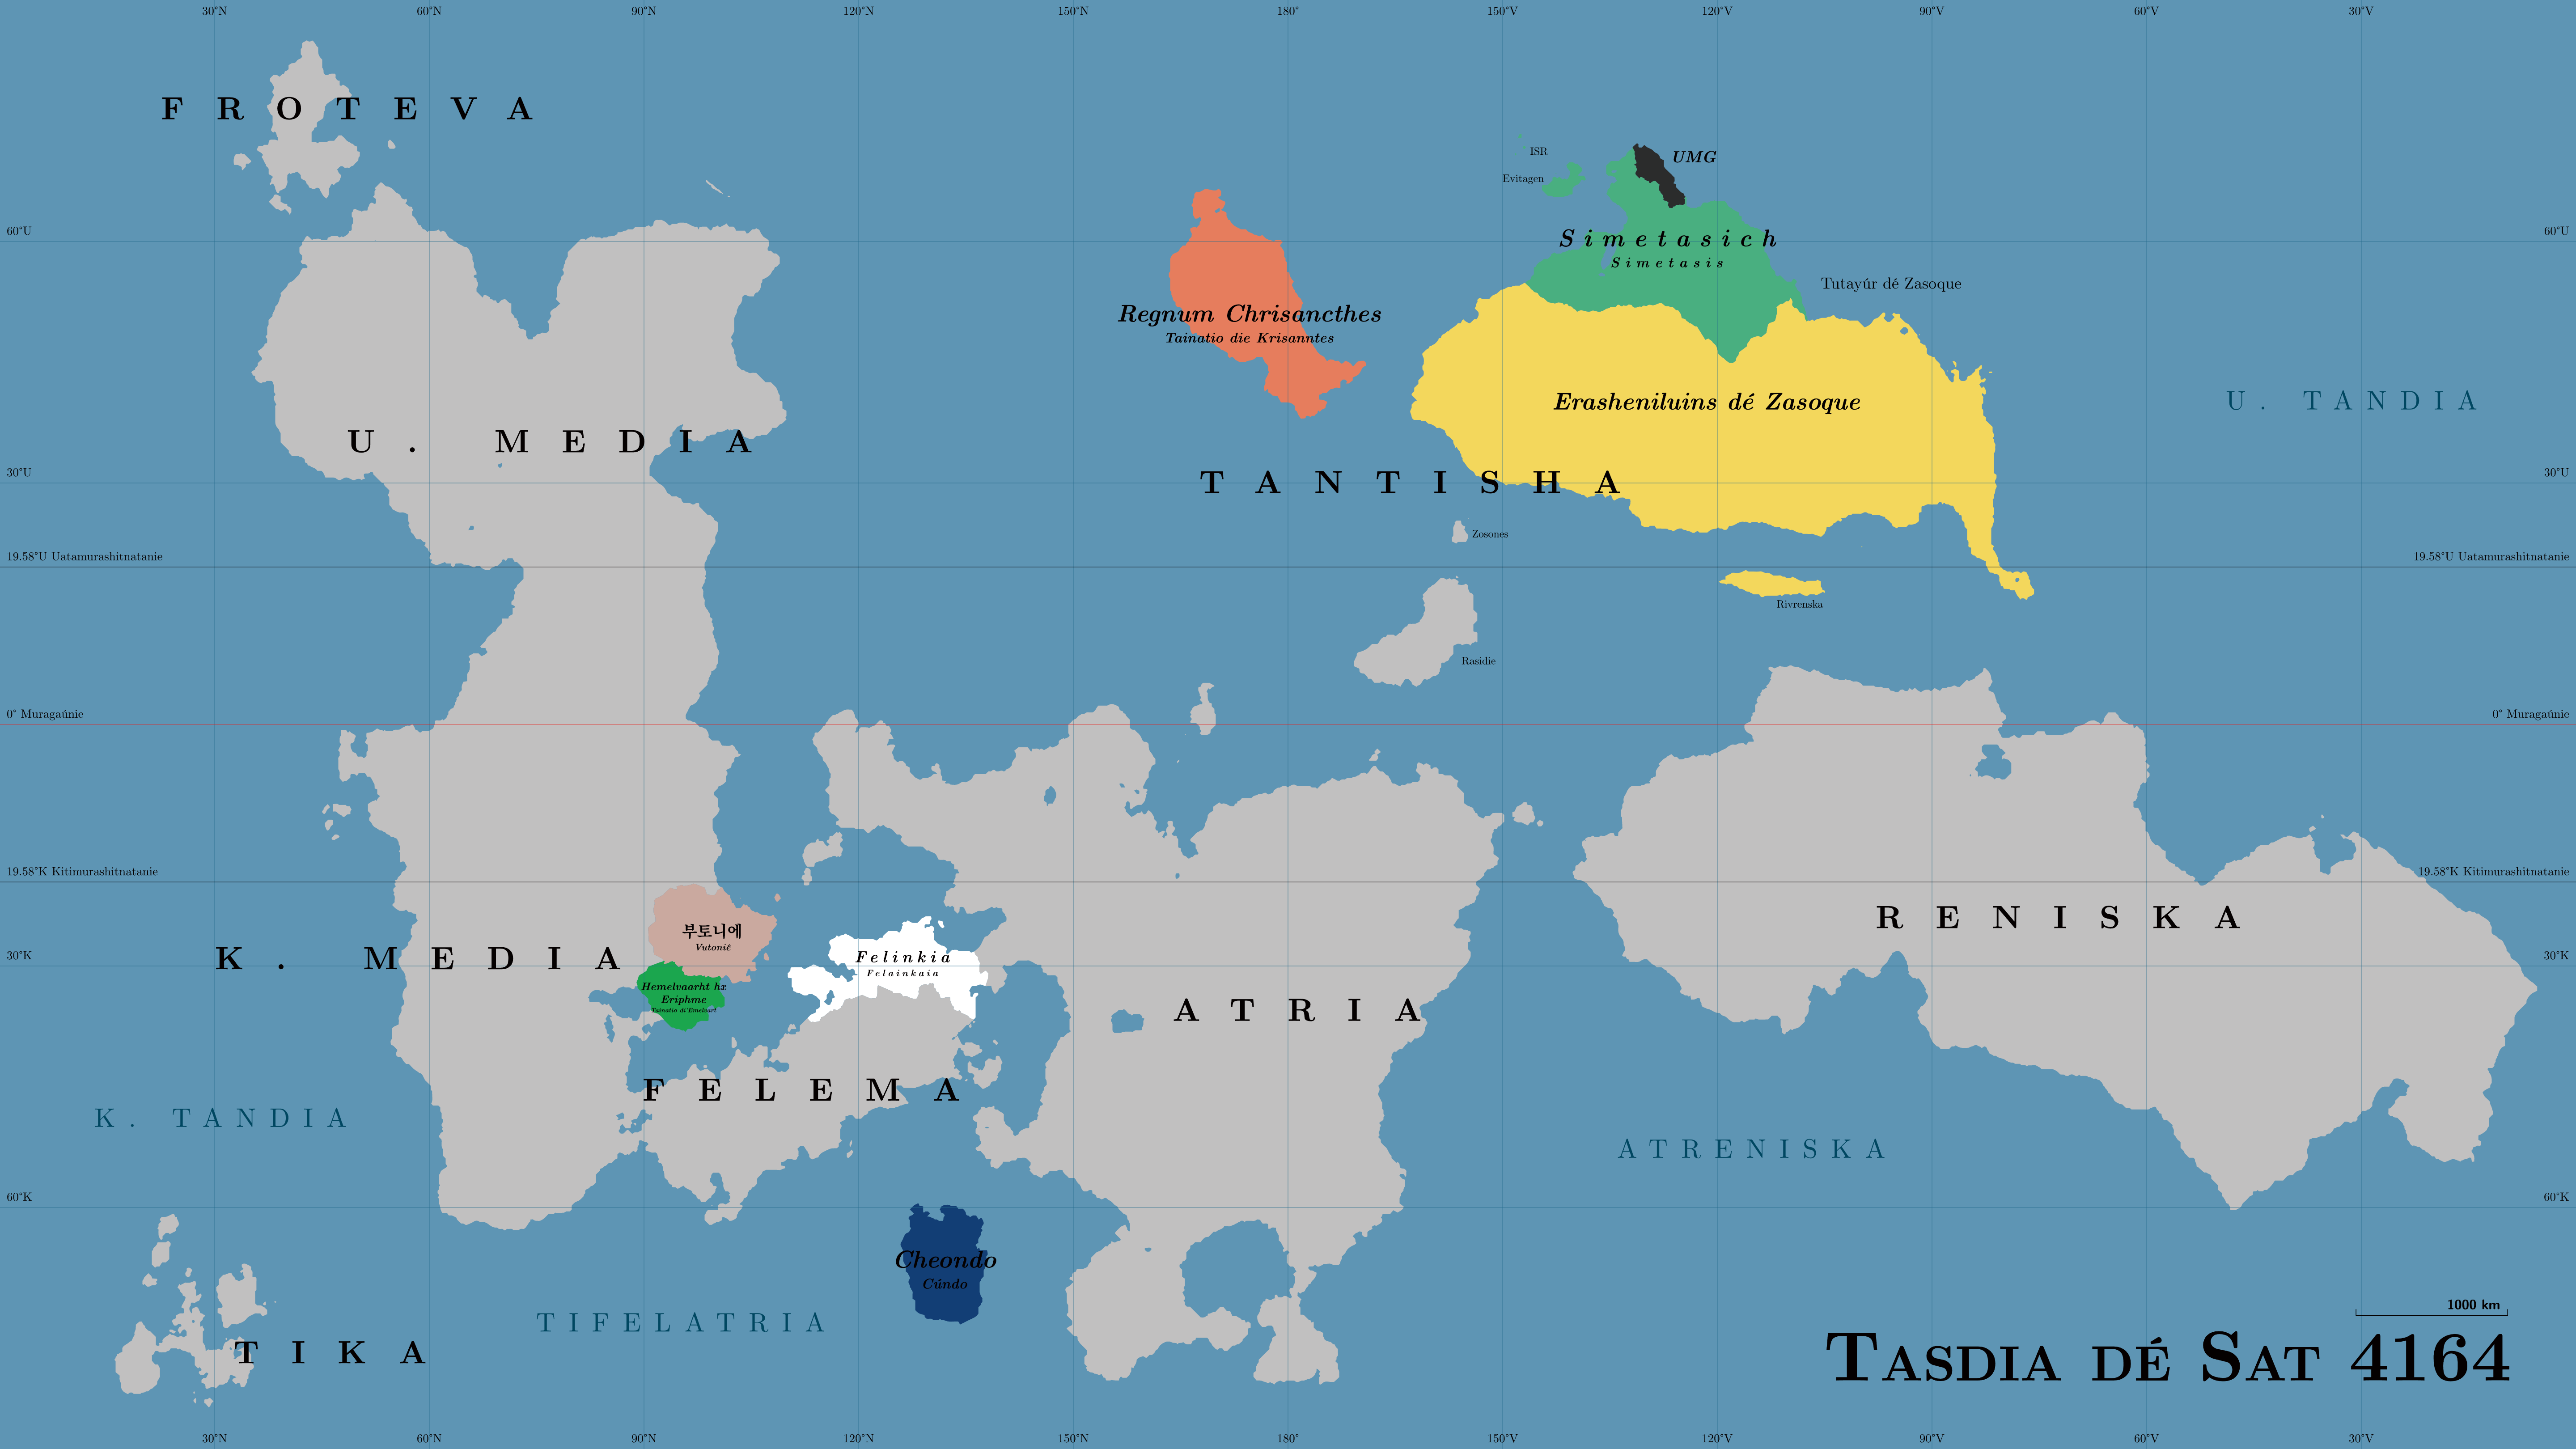 30°N 60°N 90°N 120°N 150°N 180° 150°V 120°V 90°V 60°V 30°V
FROTEVA
ISR
UMG
Evitagen
60°U
60°U
Simetasich
Simetasis
Tutayúr dé Zasoque
Regnum Chrisancthes
Tainatio die Krisanntes
Erasheniluins dé Zasoque
U. TANDIA
U. MEDIA
30°U
30°U
TANTISHA
Zosones
19.58°U Uatamurashitnatanie
19.58°U Uatamurashitnatanie
Rivrenska
Rasidie
0° Muragaúnie
0° Muragaúnie
19.58°K Kitimurashitnatanie
19.58°K Kitimurashitnatanie
RENISKA
부토니에
Vutoniê
30°K
30°K
K. MEDIA
Felinkia
Felainkaia
Hemelvaarht hx
Eriphme
Tainatio di'Emeleart
ATRIA
FELEMA
K. TANDIA
ATRENISKA
60°K
60°K
Cheondo
Cúndo
TIFELATRIA
TIKA
1000 km
TASDIA DÉ SAT 4164
30°N 60°N 90°N 120°N 150°N 180° 150°V 120°V 90°V 60°V 30°V